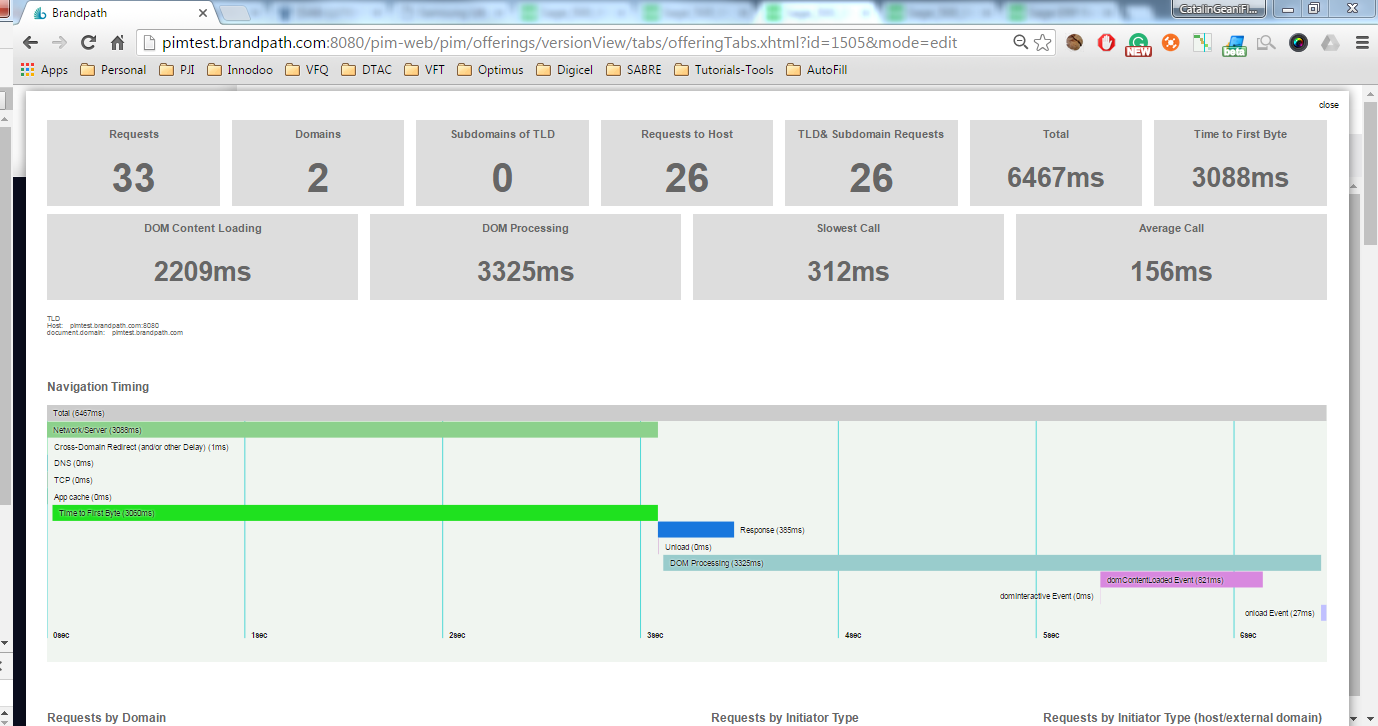 Brandpath
CatalinGeaniFl...
pimtest.brandpath.com:8080/pim-web/pim/offerings/versionView/tabs/offeringTabs.xhtml?id=1505&mode=edit
NEW
beta
Apps Personal PJI Innodoo VFQ DTAC VFT Optimus Digicel SABRE Tutorials-Tools AutoFill
close
Requests Domains Subdomains of TLD Requests to Host TLD& Subdomain Requests Total Time to First Byte
33 2 0 26 26 6467ms 3088ms
DOM Content Loading DOM Processing Slowest Call Average Call
2209ms 3325ms 312ms 156ms
TLD
Host: pimtest.brandpath.com:8080
document.domain: pimtest.brandpath.com
Navigation Timing
Total (6467ms)
Network/Server (3088ms)
Cross-Domain Redirect (and/or other Delay) (1ms)
DNS (0ms)
TCP (0ms)
App cache (0ms)
Time to First Byte (3060ms)
Response (385ms)
Unload (0ms)
DOM Processing (3325ms)
domContentLoaded Event (821ms)
domInteractive Event (0ms)
onload Event (27ms)
0sec 1sec 2sec 3sec 4sec 5sec 6sec
Requests by Domain Requests by Initiator Type Requests by Initiator Type (host/external domain)